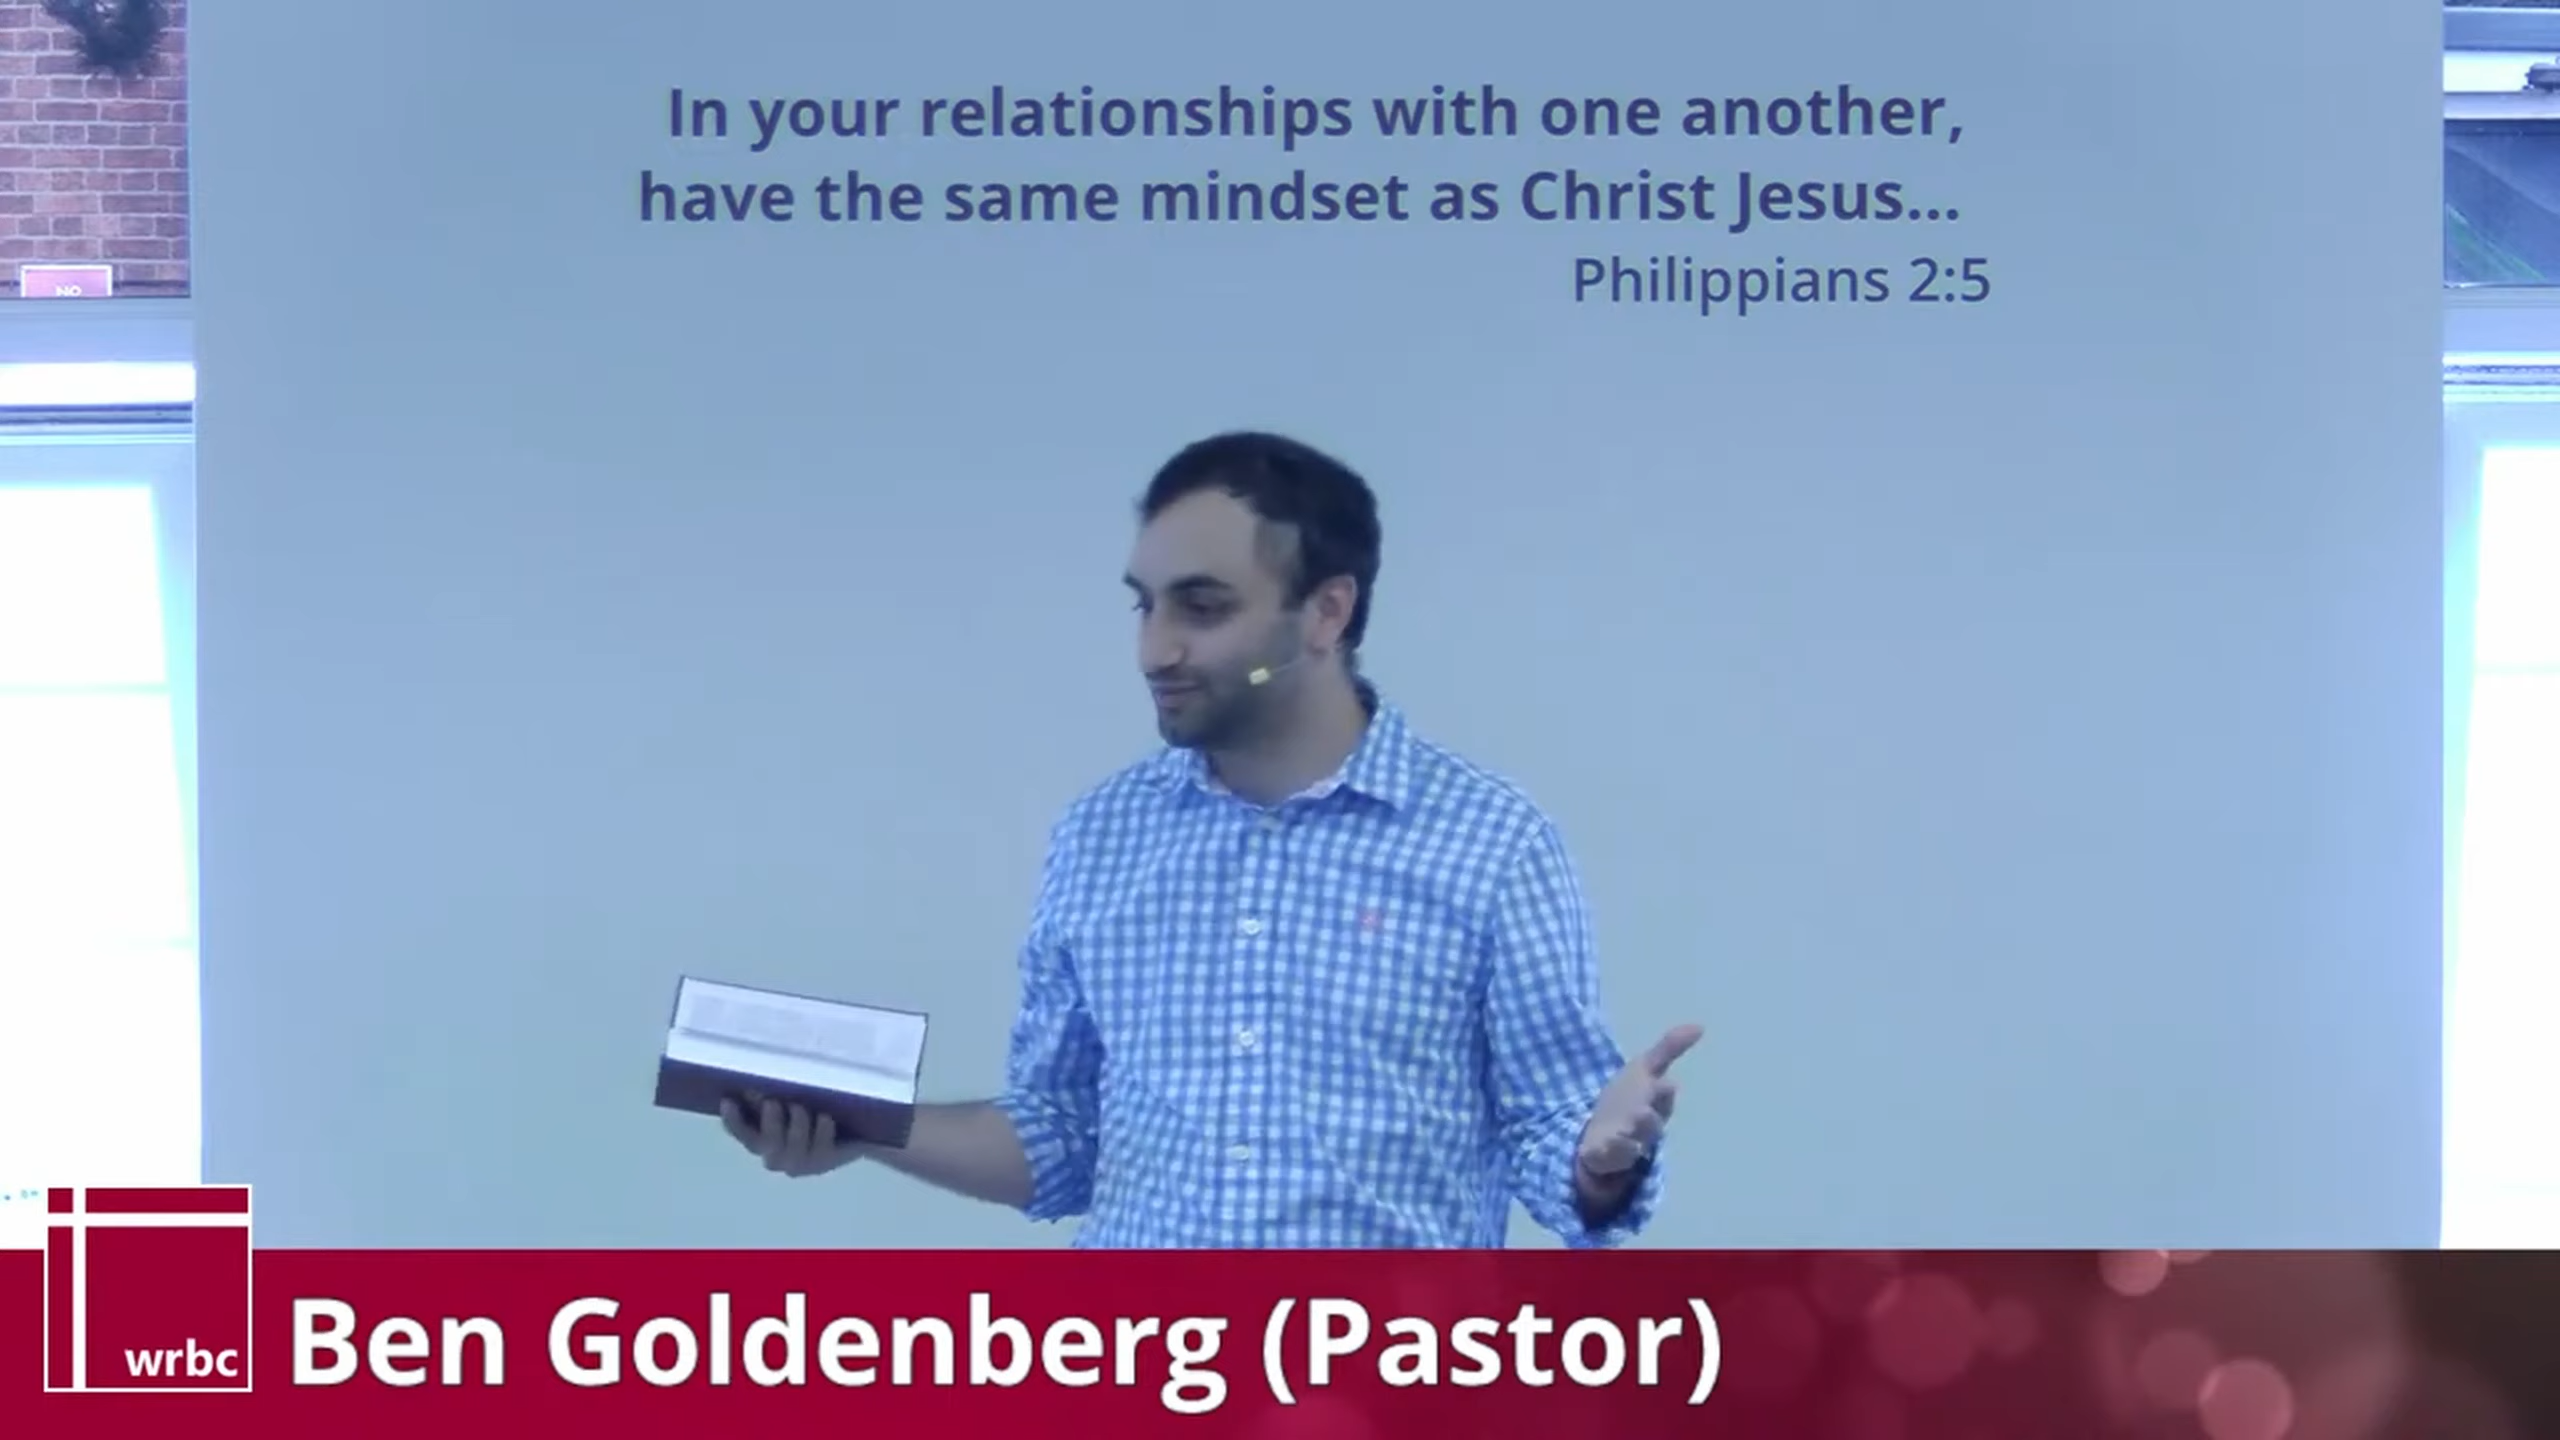 In your relationships with one another,
have the same mindset as Christ Jesus...
Philippians 2:5
NO
wrbc
Ben Goldenberg (Pastor)